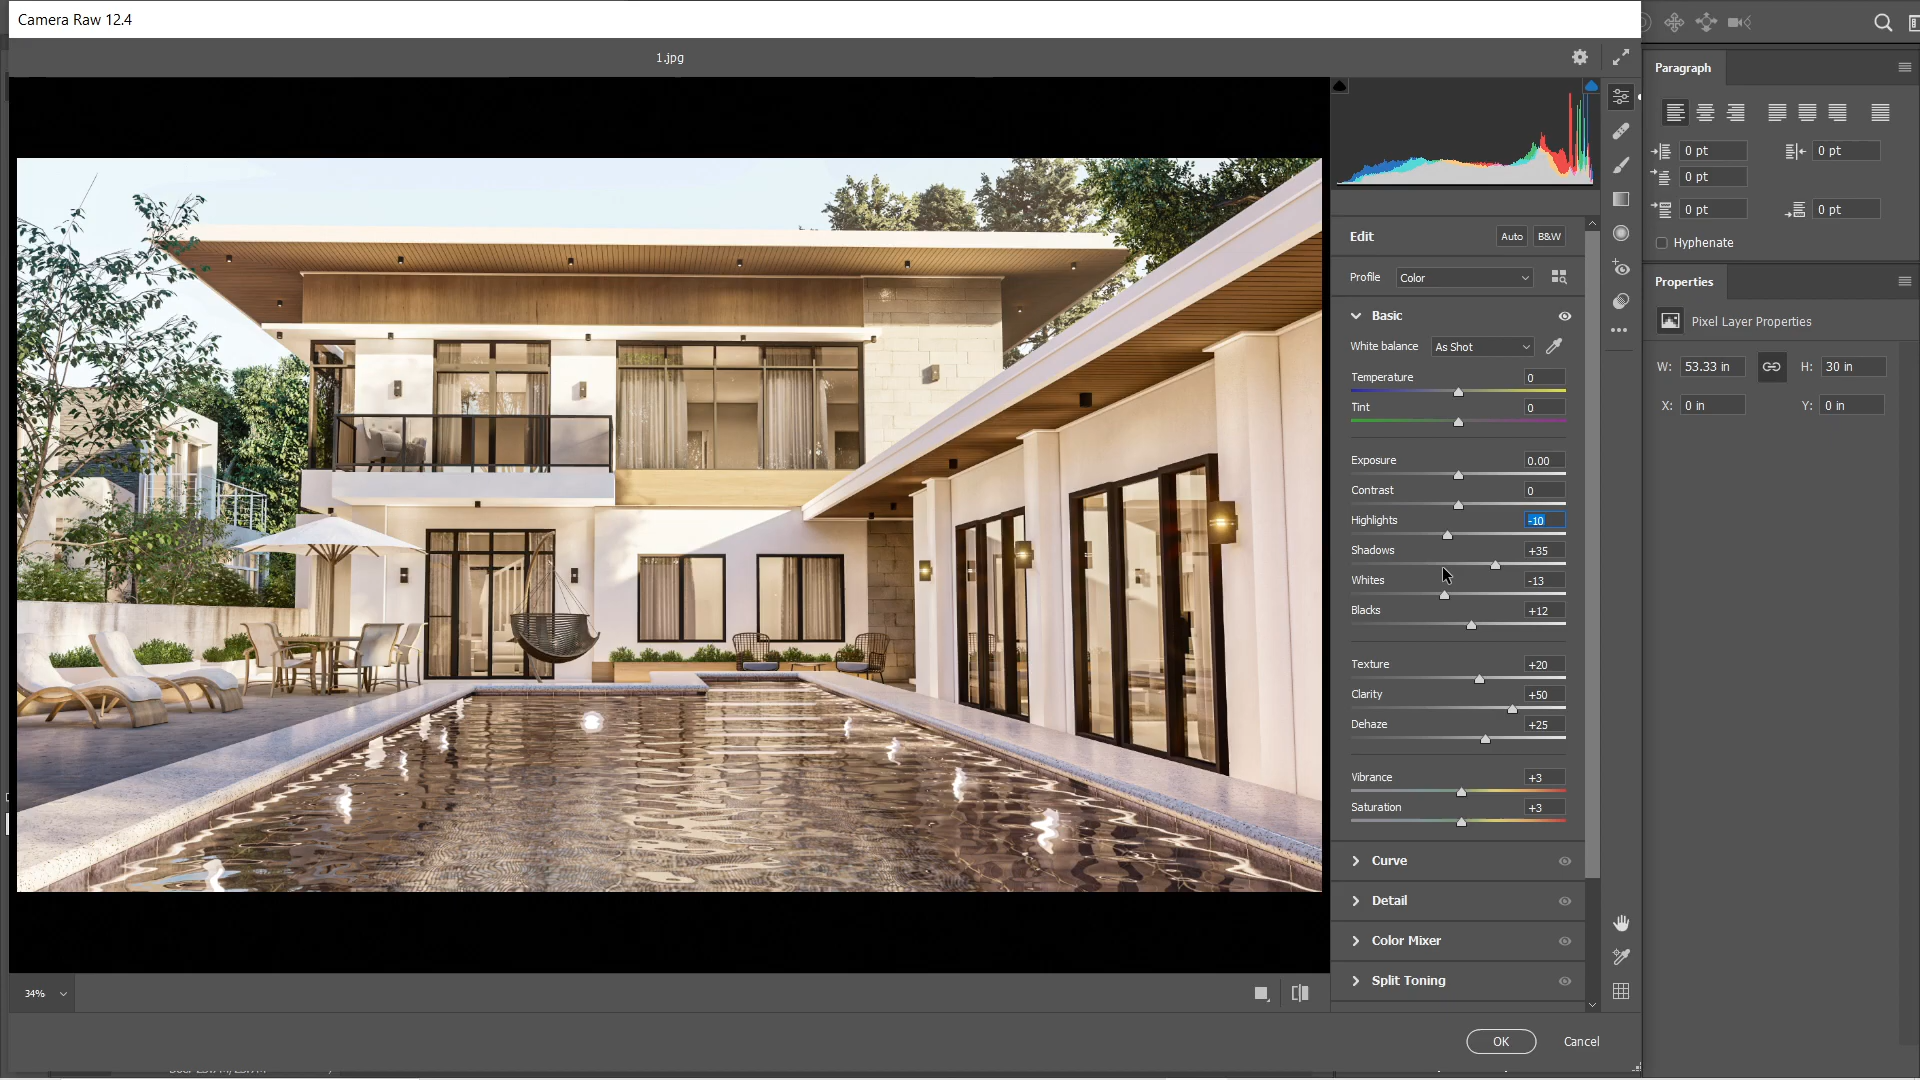 Camera Raw 12.4
1.jpg
Paragraph
0 pt
0 pt
0 pt
0 pt
0 pt
Hyphenate
Edit
Auto
B&W
Profile
Color
Properties
Pixel Layer Properties
W: 53.33 in
H: 30 in
X: 0 in
Y: 0 in
Basic
White balance
As Shot
Temperature
0
Tint
0
Exposure
0.00
Contrast
0
Highlights
-10
Shadows
+35
Whites
-13
Blacks
+12
Texture
+20
Clarity
+50
Dehaze
+25
Vibrance
+3
Saturation
+3
Curve
Detail
Color Mixer
Split Toning
34%
OK
Cancel